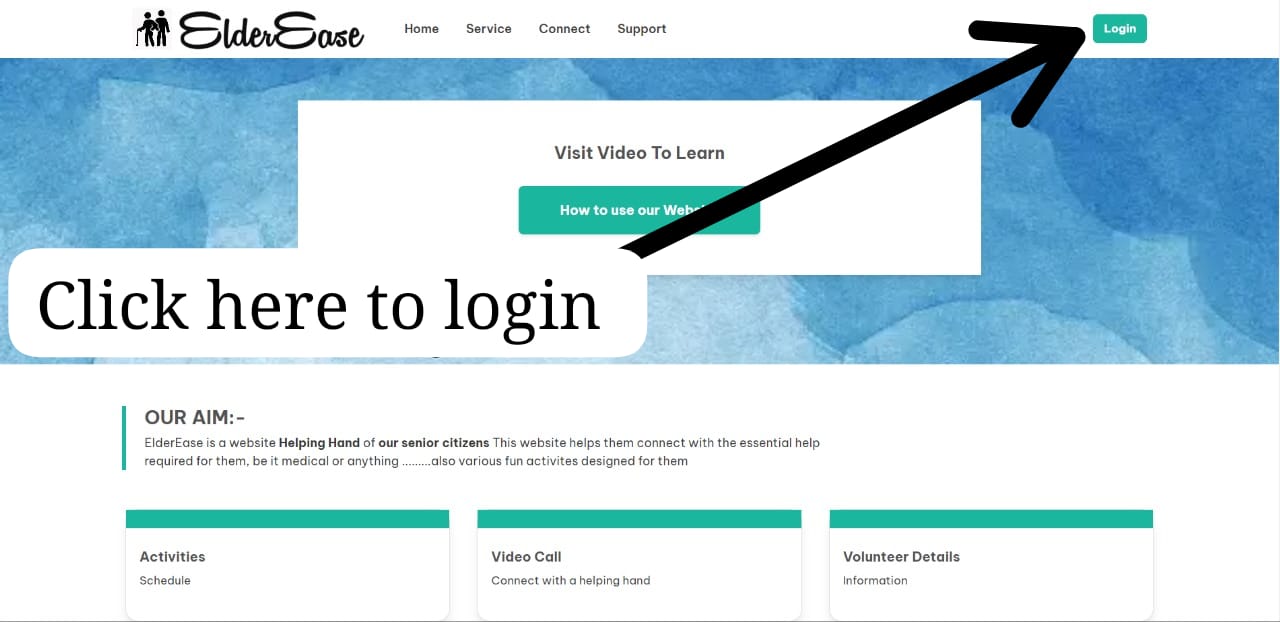 ElderEase
Home
Service
Connect
Support
Login
Visit Video To Learn
How to use our
Click here to login
OUR AIM:-
ElderEase is a website Helping Hand of our senior citizens This website helps them connect with the essential help
required for them, be it medical or anything .........also various fun activites designed for them
Activities
Schedule
Video Call
Connect with a helping hand
Volunteer Details
Information